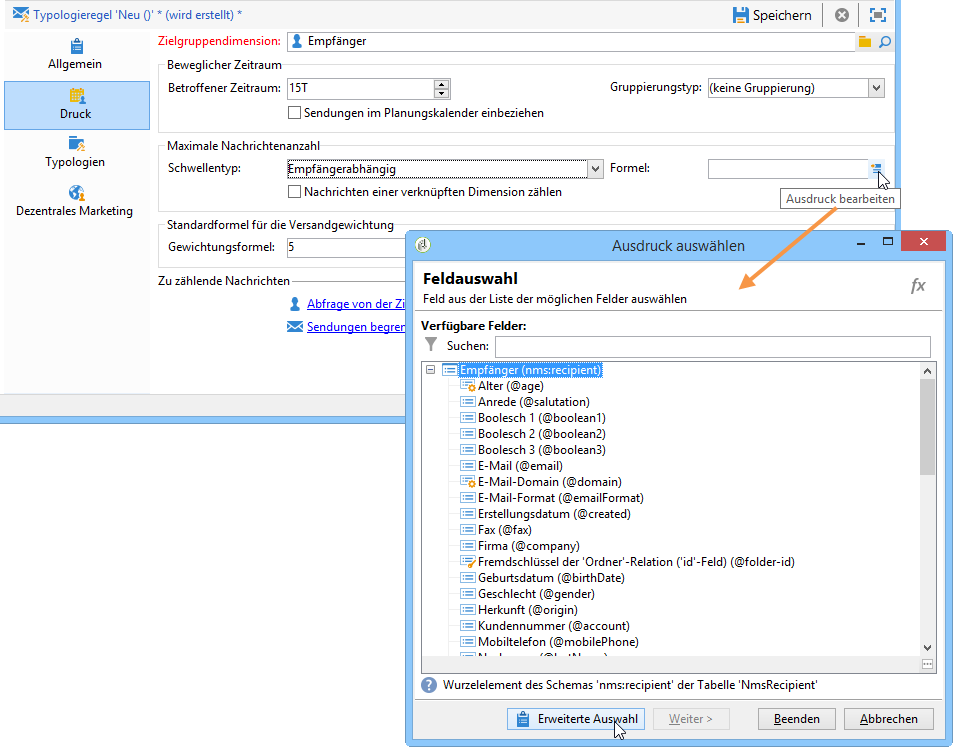 Typologieregel 'Neu ()' * (wird erstellt) *
Speichern
Allgemein
Druck
Typologien
Dezentrales Marketing
Zielgruppendimension: Empfänger
Beweglicher Zeitraum
Betroffener Zeitraum: 15T Gruppierungstyp: (keine Gruppierung)
Sendungen im Planungskalender einbeziehen
Maximale Nachrichtenanzahl
Schwellentyp: Empfängerabhängig Formel:
Nachrichten einer verknüpften Dimension zählen
Ausdruck bearbeiten
Standardformel für die Versandgewichtung
Gewichtungsformel: 5
Zu zählende Nachrichten
Abfrage von der Zi
Sendungen begren
Ausdruck auswählen
Feldauswahl
Feld aus der Liste der möglichen Felder auswählen
fx
Verfügbare Felder:
Suchen:
Empfänger (nms:recipient)
Alter (@age)
Anrede (@salutation)
Boolesch 1 (@boolean1)
Boolesch 2 (@boolean2)
Boolesch 3 (@boolean3)
E-Mail (@email)
E-Mail-Domain (@domain)
E-Mail-Format (@emailFormat)
Erstellungsdatum (@created)
Fax (@fax)
Firma (@company)
Fremdschlüssel der 'Ordner'-Relation ('id'-Feld) (@folder-id)
Geburtsdatum (@birthDate)
Geschlecht (@gender)
Herkunft (@origin)
Kundennummer (@account)
Mobiltelefon (@mobilePhone)
Wurzelelement des Schemas 'nms:recipient' der Tabelle 'NmsRecipient'
Erweiterte Auswahl Weiter > Beenden Abbrechen